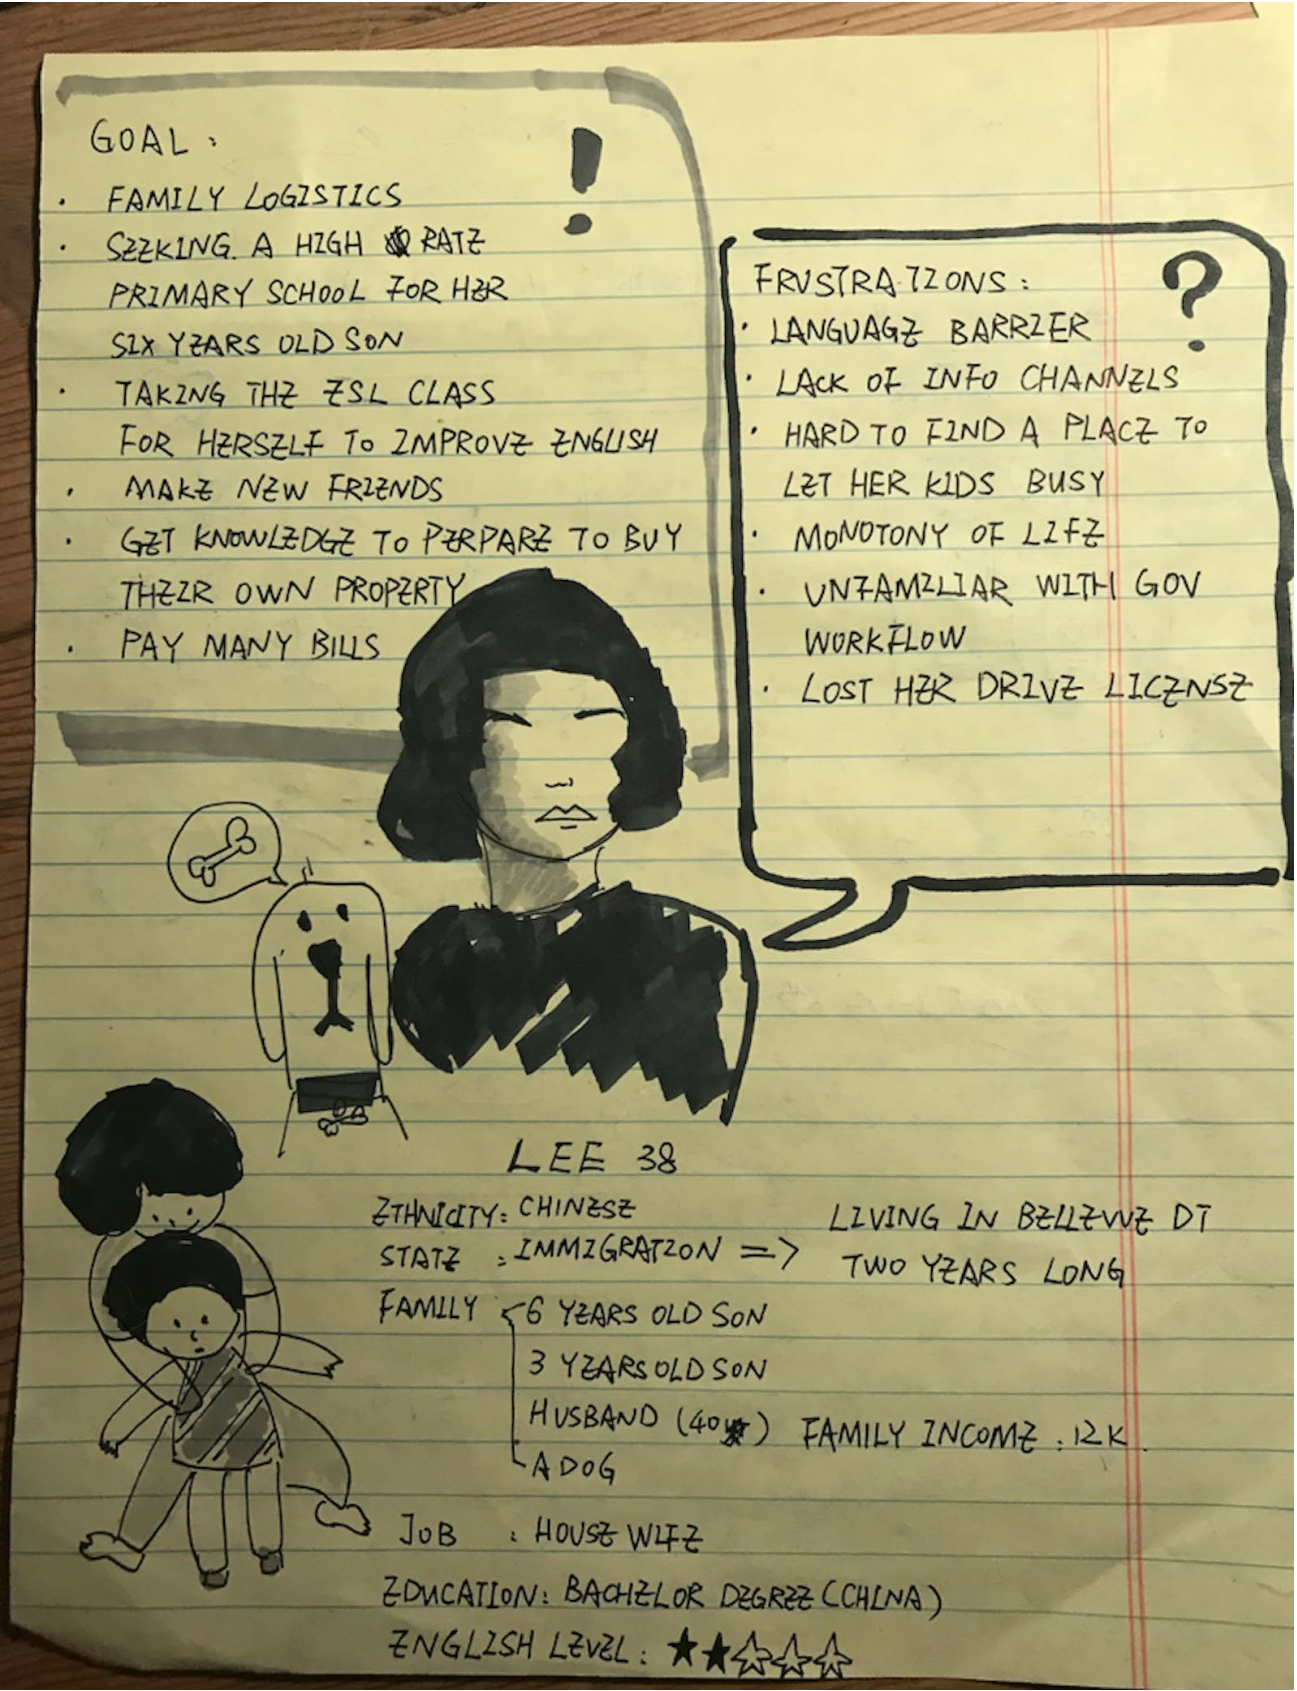 GOAL :
· FAMILY LOGISTICS
· SEEKING A HIGH RATE
PRIMARY SCHOOL FOR HER
SIX YEARS OLD SON
· TAKING THE ESL CLASS
FOR HERSELF TO IMPROVE ENGLISH
· MAKE NEW FRIENDS
· GET KNOWLEDGE TO PERPARE TO BUY
THEIR OWN PROPERTY
· PAY MANY BILLS
!
FRUSTRATIONS :
?
· LANGUAGE BARRIER
· LACK OF INFO CHANNELS
· HARD TO FIND A PLACE TO
LET HER KIDS BUSY
· MONOTONY OF LIFE
· UNFAMILIAR WITH GOV
WORKFLOW
· LOST HER DRIVE LICENSE
LEE 38
ETHNICITY: CHINESE
STATE : IMMIGRATION => LIVING IN BELLEVUE DT
TWO YEARS LONG
FAMILY 6 YEARS OLD SON
3 YEARS OLD SON
HUSBAND (40) FAMILY INCOME : 12K.
A DOG
JOB : HOUSE WIFE
EDUCATION: BACHELOR DEGREE (CHINA)
ENGLISH LEVEL: ★★☆☆☆